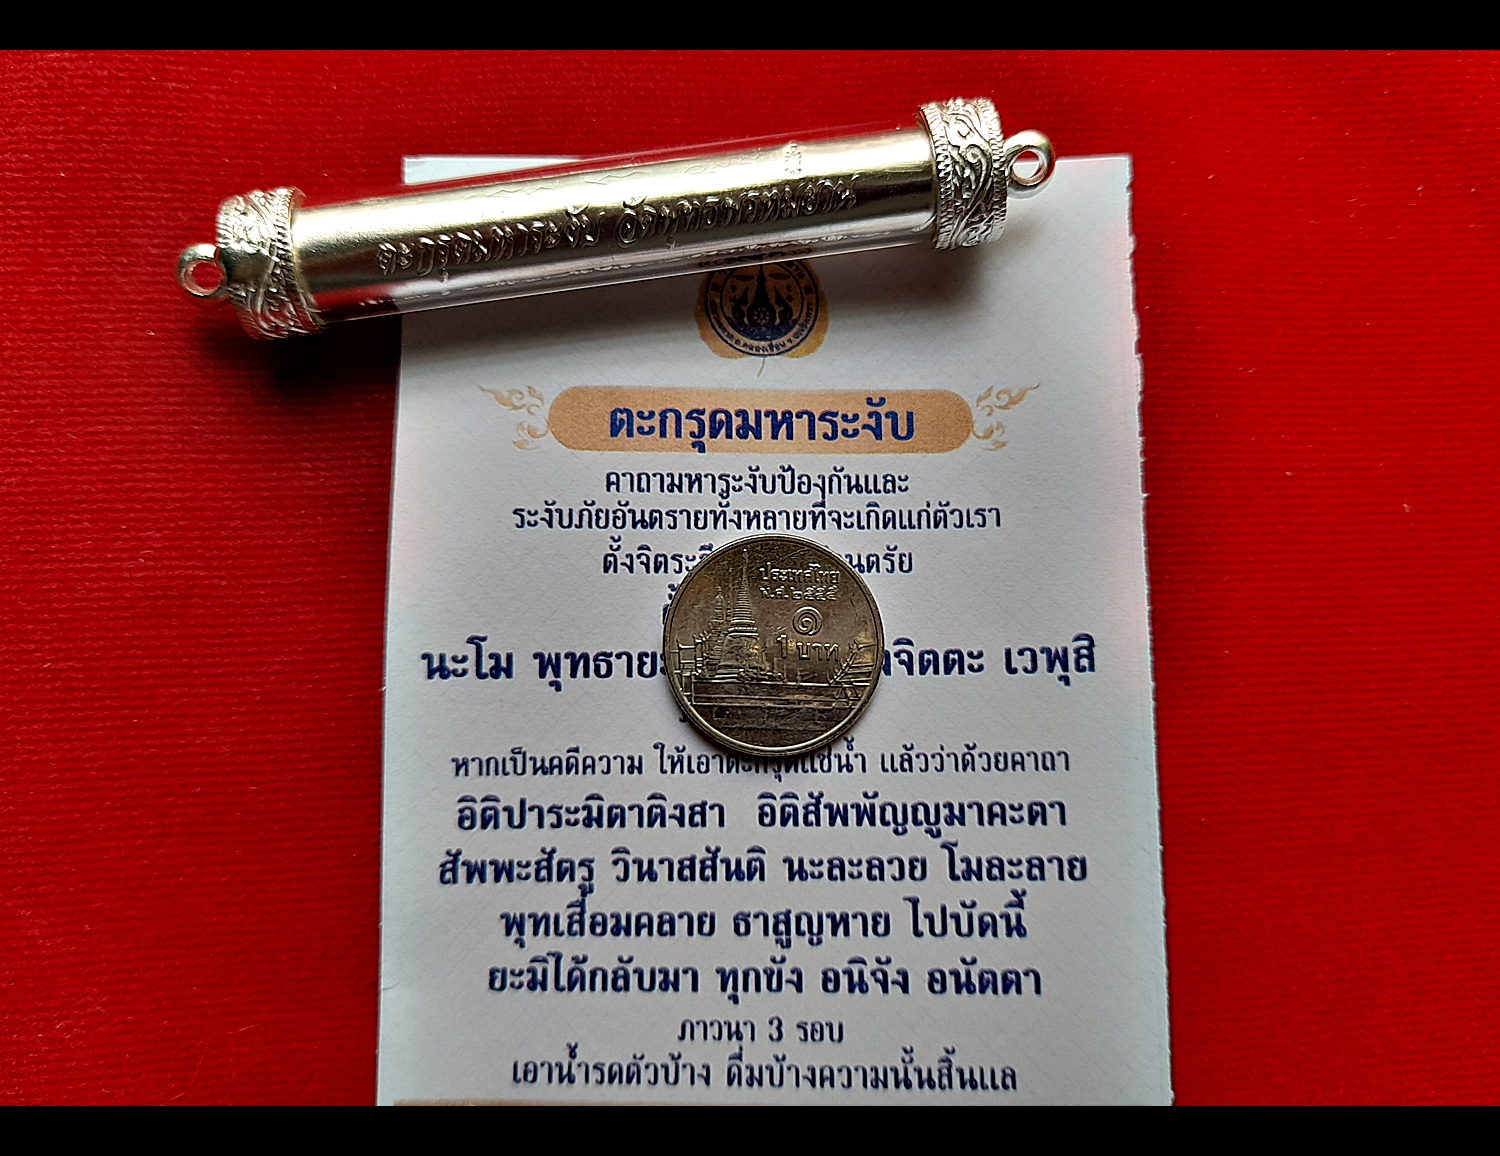 ตะกรุดมหาระงับ วัดพุทธพรหมยาน
ตะกรุดมหาระงับ
คาถามหาระงับป้องกันและ
ระงับภัยอันตรายทั้งหลายที่จะเกิดแก่ตัวเรา
ตั้งจิตระ นตรัย
ประเทศไทย
พ.ศ.๒๕๕๕
๑
1 บาท
นะโม พุทธายะ จิตตะ เวพุสิ
หากเป็นคดีความ ให้เอาตะกรุดแช่น้ำ แล้วว่าด้วยคาถา
อิติปาระมิตาติงสา อิติสัพพัญญูมาคะตา
สัพพะสัตรู วินาสสันติ นะละลวย โมละลาย
พุทเสื่อมคลาย ธาสูญหาย ไปบัดนี้
ยะมิได้กลับมา ทุกขัง อนิจัง อนัตตา
ภาวนา 3 รอบ
เอาน้ำรดตัวบ้าง ดื่มบ้างความนั้นสิ้นแล